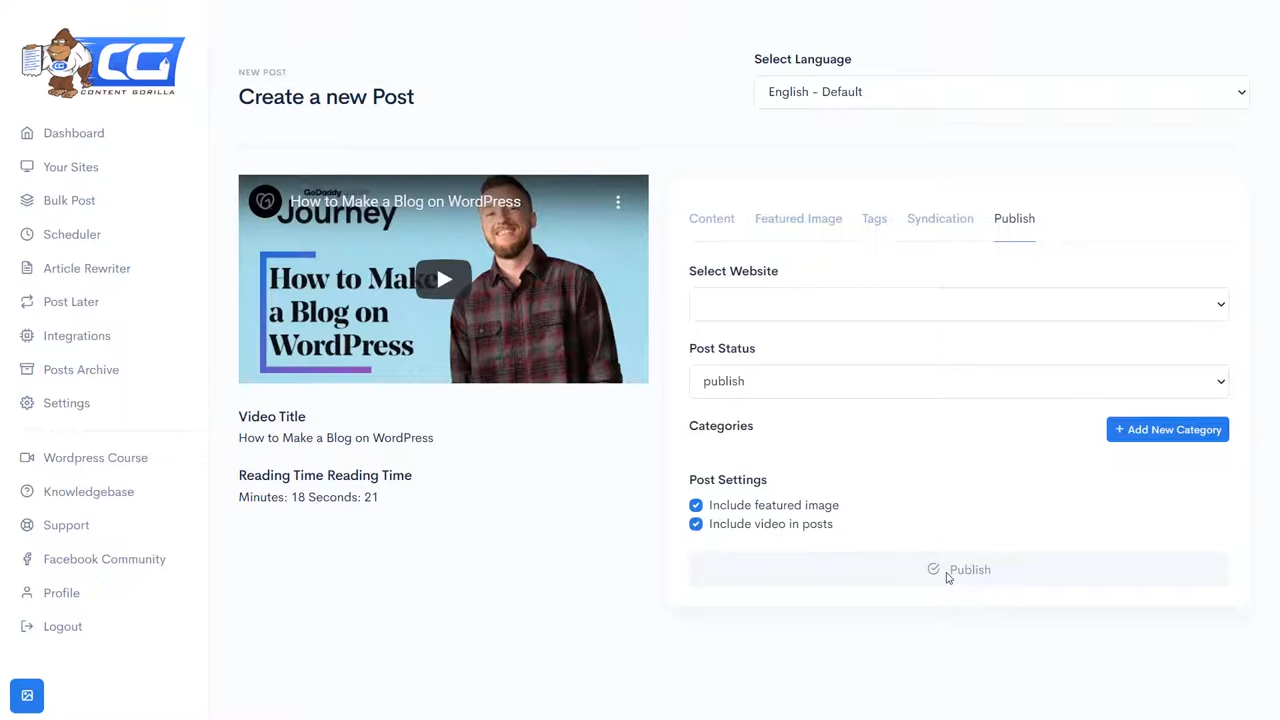 CG
CONTENT GORILLA
Dashboard
Your Sites
Bulk Post
Scheduler
Article Rewriter
Post Later
Integrations
Posts Archive
Settings
Wordpress Course
Knowledgebase
Support
Facebook Community
Profile
Logout
NEW POST
Create a new Post
Select Language
English - Default
GoDaddy
Journey
How to Make a Blog on WordPress
How to Make
a Blog on
WordPress
Video Title
How to Make a Blog on WordPress
Reading Time Reading Time
Minutes: 18 Seconds: 21
Content Featured Image Tags Syndication Publish
Select Website
Post Status
publish
Categories
+ Add New Category
Post Settings
Include featured image
Include video in posts
Publish